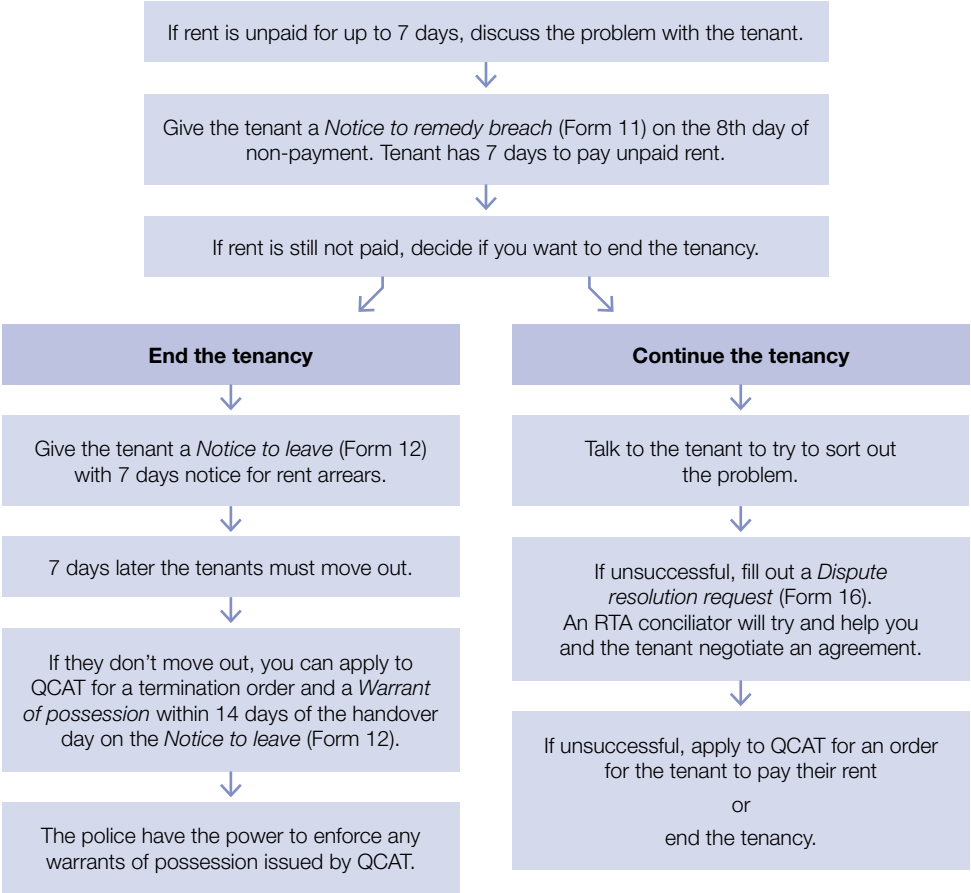 If rent is unpaid for up to 7 days, discuss the problem with the tenant.
Give the tenant a Notice to remedy breach (Form 11) on the 8th day of
non-payment. Tenant has 7 days to pay unpaid rent.
If rent is still not paid, decide if you want to end the tenancy.
End the tenancy
Give the tenant a Notice to leave (Form 12)
with 7 days notice for rent arrears.
7 days later the tenants must move out.
If they don’t move out, you can apply to
QCAT for a termination order and a Warrant
of possession within 14 days of the handover
day on the Notice to leave (Form 12).
The police have the power to enforce any
warrants of possession issued by QCAT.
Continue the tenancy
Talk to the tenant to try to sort out
the problem.
If unsuccessful, fill out a Dispute
resolution request (Form 16).
An RTA conciliator will try and help you
and the tenant negotiate an agreement.
If unsuccessful, apply to QCAT for an order
for the tenant to pay their rent
or
end the tenancy.